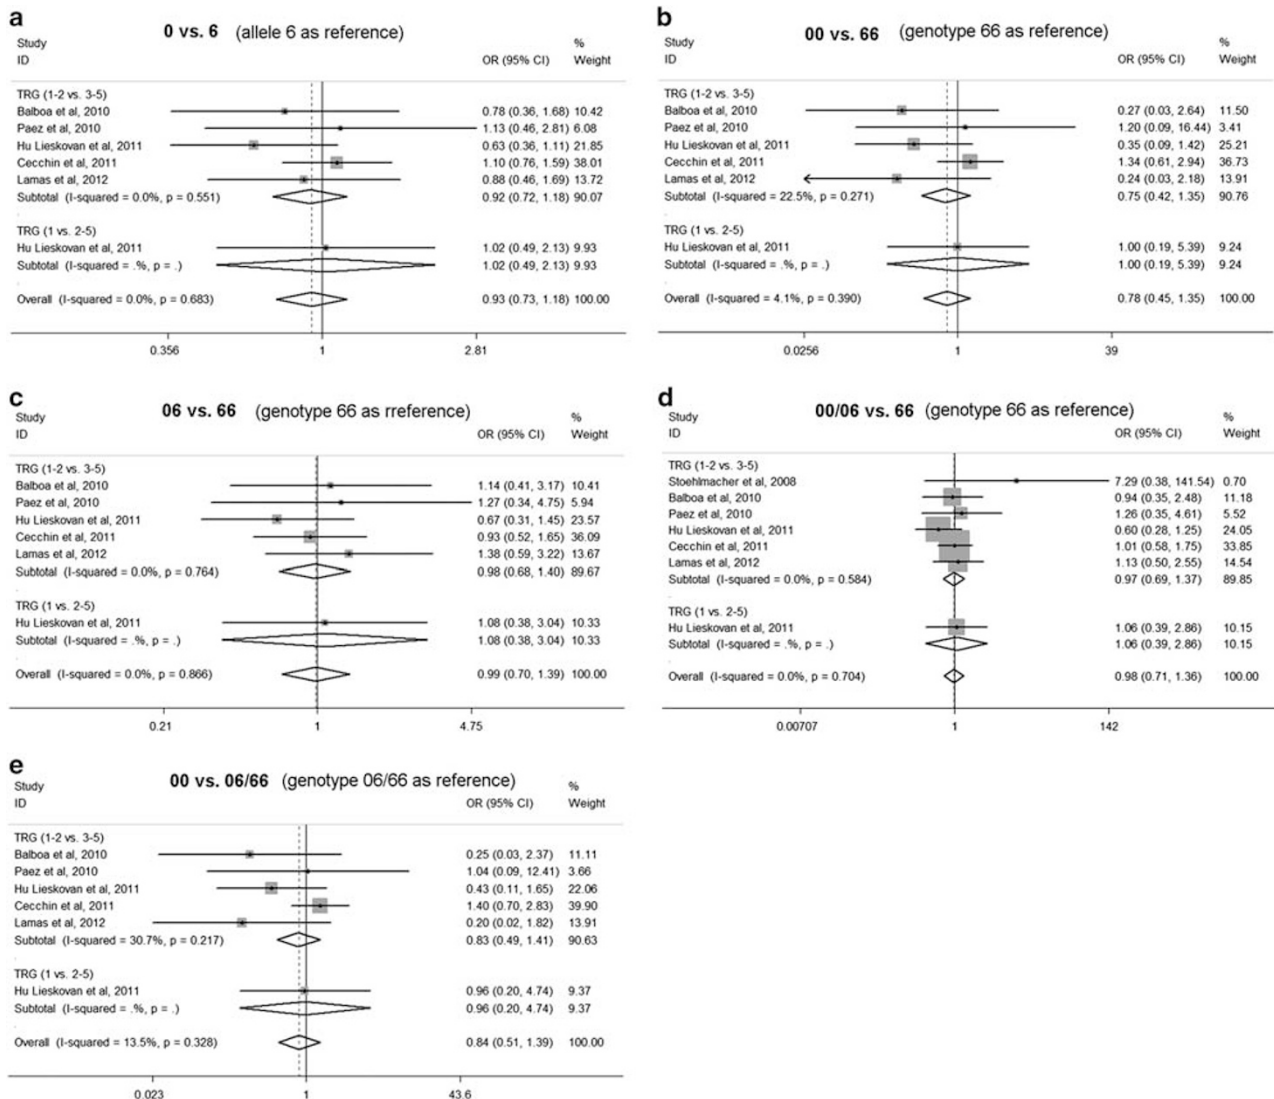 a
0 vs. 6 (allele 6 as reference)
Study %
ID OR (95% CI) Weight
TRG (1-2 vs. 3-5)
Balboa et al, 2010 0.78 (0.36, 1.68) 10.42
Paez et al, 2010 1.13 (0.46, 2.81) 6.08
Hu Lieskovan et al, 2011 0.63 (0.36, 1.11) 21.85
Cecchin et al, 2011 1.10 (0.76, 1.59) 38.01
Lamas et al, 2012 0.88 (0.46, 1.69) 13.72
Subtotal (I-squared = 0.0%, p = 0.551) 0.92 (0.72, 1.18) 90.07
.
TRG (1 vs. 2-5)
Hu Lieskovan et al, 2011 1.02 (0.49, 2.13) 9.93
Subtotal (I-squared = .%, p = .) 1.02 (0.49, 2.13) 9.93
.
Overall (I-squared = 0.0%, p = 0.683) 0.93 (0.73, 1.18) 100.00
0.356 1 2.81
b
00 vs. 66 (genotype 66 as reference)
Study %
ID OR (95% CI) Weight
TRG (1-2 vs. 3-5)
Balboa et al, 2010 0.27 (0.03, 2.64) 11.50
Paez et al, 2010 1.20 (0.09, 16.44) 3.41
Hu Lieskovan et al, 2011 0.35 (0.09, 1.42) 25.21
Cecchin et al, 2011 1.34 (0.61, 2.94) 36.73
Lamas et al, 2012 0.24 (0.03, 2.18) 13.91
Subtotal (I-squared = 22.5%, p = 0.271) 0.75 (0.42, 1.35) 90.76
.
TRG (1 vs. 2-5)
Hu Lieskovan et al, 2011 1.00 (0.19, 5.39) 9.24
Subtotal (I-squared = .%, p = .) 1.00 (0.19, 5.39) 9.24
.
Overall (I-squared = 4.1%, p = 0.390) 0.78 (0.45, 1.35) 100.00
0.0256 1 39
c
06 vs. 66 (genotype 66 as rreference)
Study %
ID OR (95% CI) Weight
TRG (1-2 vs. 3-5)
Balboa et al, 2010 1.14 (0.41, 3.17) 10.41
Paez et al, 2010 1.27 (0.34, 4.75) 5.94
Hu Lieskovan et al, 2011 0.67 (0.31, 1.45) 23.57
Cecchin et al, 2011 0.93 (0.52, 1.65) 36.09
Lamas et al, 2012 1.38 (0.59, 3.22) 13.67
Subtotal (I-squared = 0.0%, p = 0.764) 0.98 (0.68, 1.40) 89.67
.
TRG (1 vs. 2-5)
Hu Lieskovan et al, 2011 1.08 (0.38, 3.04) 10.33
Subtotal (I-squared = .%, p = .) 1.08 (0.38, 3.04) 10.33
.
Overall (I-squared = 0.0%, p = 0.866) 0.99 (0.70, 1.39) 100.00
0.21 1 4.75
d
00/06 vs. 66 (genotype 66 as reference)
Study %
ID OR (95% CI) Weight
TRG (1-2 vs. 3-5)
Stoehlmacher et al, 2008 7.29 (0.38, 141.54) 0.70
Balboa et al, 2010 0.94 (0.35, 2.48) 11.18
Paez et al, 2010 1.26 (0.35, 4.61) 5.52
Hu Lieskovan et al, 2011 0.60 (0.28, 1.25) 24.05
Cecchin et al, 2011 1.01 (0.58, 1.75) 33.85
Lamas et al, 2012 1.13 (0.50, 2.55) 14.54
Subtotal (I-squared = 0.0%, p = 0.584) 0.97 (0.69, 1.37) 89.85
.
TRG (1 vs. 2-5)
Hu Lieskovan et al, 2011 1.06 (0.39, 2.86) 10.15
Subtotal (I-squared = .%, p = .) 1.06 (0.39, 2.86) 10.15
.
Overall (I-squared = 0.0%, p = 0.704) 0.98 (0.71, 1.36) 100.00
0.00707 1 142
e
00 vs. 06/66 (genotype 06/66 as reference)
Study %
ID OR (95% CI) Weight
TRG (1-2 vs. 3-5)
Balboa et al, 2010 0.25 (0.03, 2.37) 11.11
Paez et al, 2010 1.04 (0.09, 12.41) 3.66
Hu Lieskovan et al, 2011 0.43 (0.11, 1.65) 22.06
Cecchin et al, 2011 1.40 (0.70, 2.83) 39.90
Lamas et al, 2012 0.20 (0.02, 1.82) 13.91
Subtotal (I-squared = 30.7%, p = 0.217) 0.83 (0.49, 1.41) 90.63
.
TRG (1 vs. 2-5)
Hu Lieskovan et al, 2011 0.96 (0.20, 4.74) 9.37
Subtotal (I-squared = .%, p = .) 0.96 (0.20, 4.74) 9.37
.
Overall (I-squared = 13.5%, p = 0.328) 0.84 (0.51, 1.39) 100.00
0.023 1 43.6